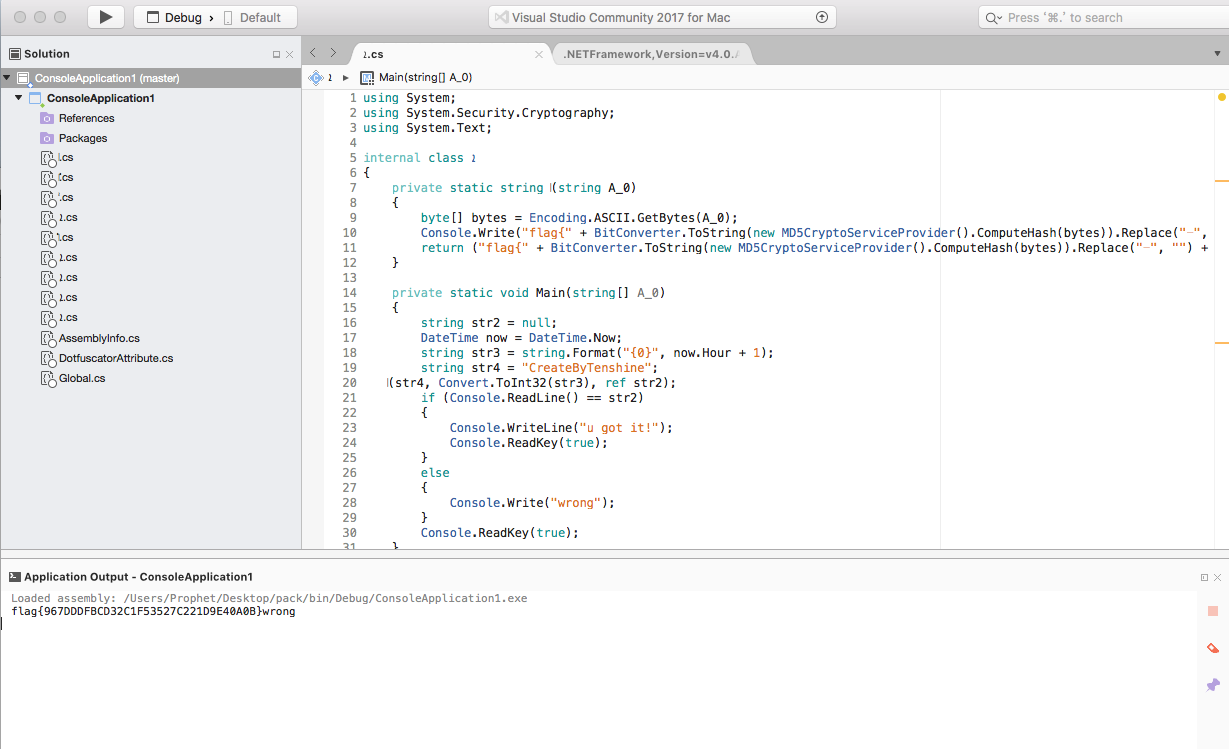 Debug › Default
Visual Studio Community 2017 for Mac
Press '⌘.' to search
Solution
ConsoleApplication1 (master)
ConsoleApplication1
References
Packages
.cs
.cs
.cs
.cs
.cs
.cs
.cs
.cs
.cs
AssemblyInfo.cs
DotfuscatorAttribute.cs
Global.cs
.cs
.NETFramework,Version=v4.0.
Main(string[] A_0)
1 using System;
2 using System.Security.Cryptography;
3 using System.Text;
4
5 internal class
6 {
7 private static string (string A_0)
8 {
9 byte[] bytes = Encoding.ASCII.GetBytes(A_0);
10 Console.Write("flag{" + BitConverter.ToString(new MD5CryptoServiceProvider().ComputeHash(bytes)).Replace("-",
11 return ("flag{" + BitConverter.ToString(new MD5CryptoServiceProvider().ComputeHash(bytes)).Replace("-", "") +
12 }
13
14 private static void Main(string[] A_0)
15 {
16 string str2 = null;
17 DateTime now = DateTime.Now;
18 string str3 = string.Format("{0}", now.Hour + 1);
19 string str4 = "CreateByTenshine";
20 (str4, Convert.ToInt32(str3), ref str2);
21 if (Console.ReadLine() == str2)
22 {
23 Console.WriteLine("u got it!");
24 Console.ReadKey(true);
25 }
26 else
27 {
28 Console.Write("wrong");
29 }
30 Console.ReadKey(true);
31 }
Application Output - ConsoleApplication1
Loaded assembly: /Users/Prophet/Desktop/pack/bin/Debug/ConsoleApplication1.exe
flag{967DDDFBCD32C1F53527C221D9E40A0B}wrong